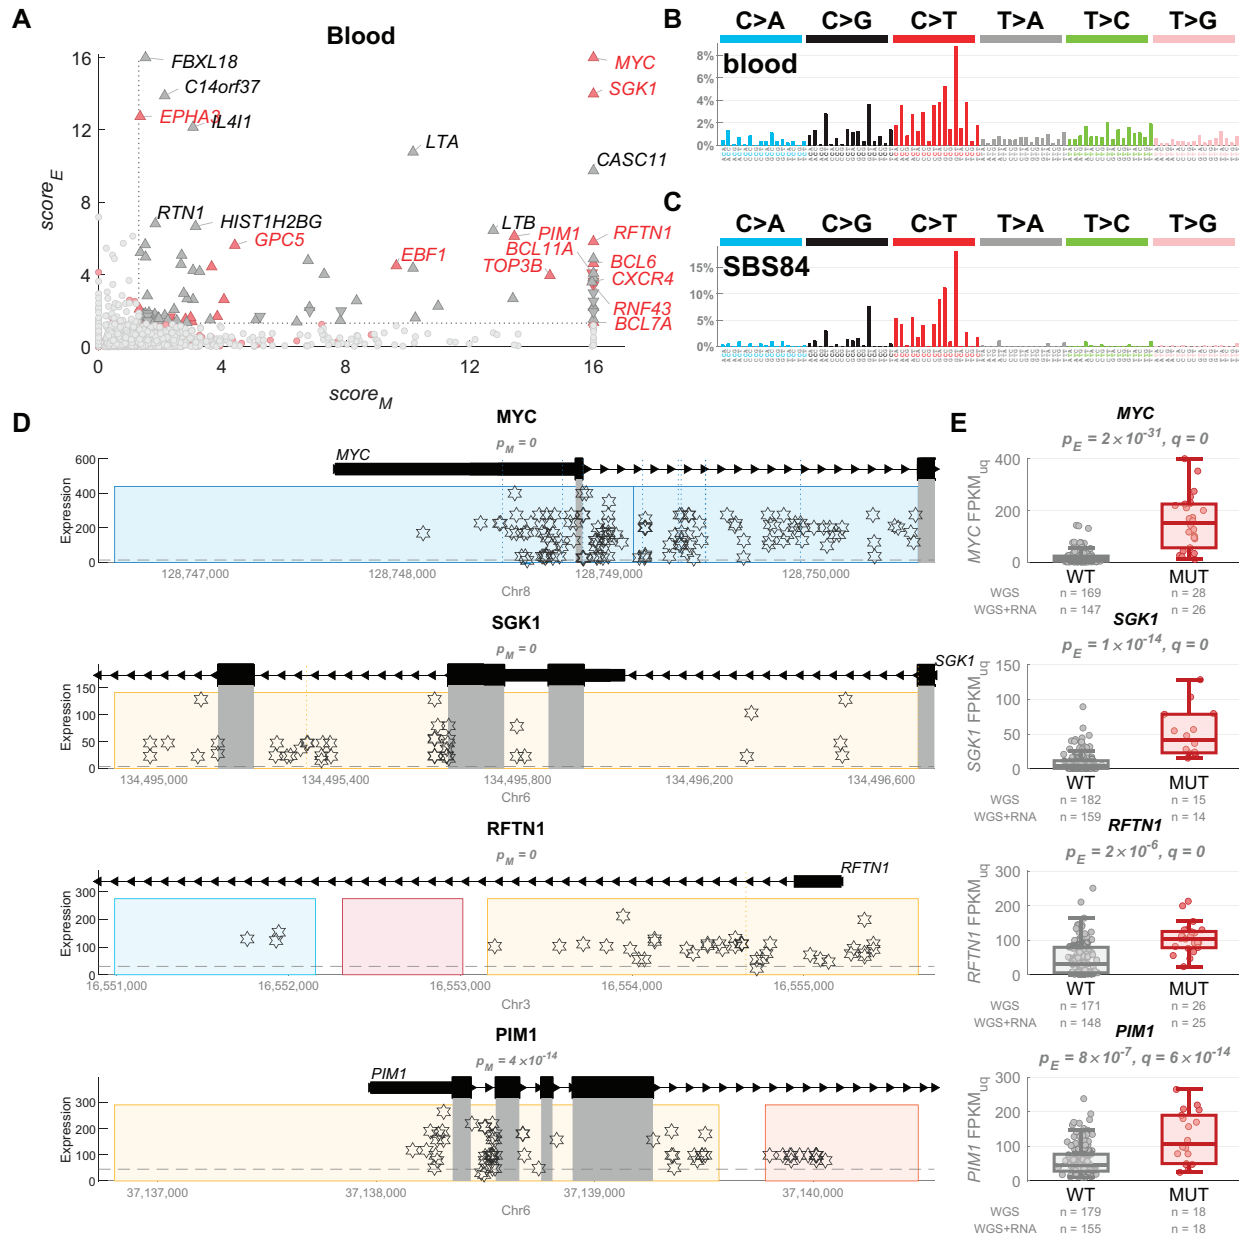 A
Blood
score_E
16
12
8
4
0
0
4
8
12
16
score_M
FBXL18
C14orf37
EPHA3
IL4I1
LTA
MYC
SGK1
CASC11
RTN1
HIST1H2BG
GPC5
EBF1
LTB
PIM1
BCL11A
TOP3B
RFTN1
BCL6
CXCR4
RNF43
BCL7A
B
C>A C>G C>T T>A T>C T>G
blood
8%
6%
4%
2%
0%
C
C>A C>G C>T T>A T>C T>G
SBS84
15%
10%
5%
0%
D
MYC
p_M = 0
MYC
Expression
600
400
200
0
128,747,000 128,748,000 128,749,000 128,750,000
Chr8
SGK1
p_M = 0
SGK1
Expression
150
100
50
0
134,495,000 134,495,400 134,495,800 134,496,200 134,496,600
Chr6
RFTN1
p_M = 0
RFTN1
Expression
300
200
100
0
16,551,000 16,552,000 16,553,000 16,554,000 16,555,000
Chr3
PIM1
p_M = 4×10^-14
PIM1
Expression
300
200
100
0
37,137,000 37,138,000 37,139,000 37,140,000
Chr6
E
MYC
p_E = 2×10^-31, q = 0
MYC FPKM_uq
400
200
0
WT MUT
WGS n = 169 n = 28
WGS+RNA n = 147 n = 26
SGK1
p_E = 1×10^-14, q = 0
SGK1 FPKM_uq
150
100
50
0
WT MUT
WGS n = 182 n = 15
WGS+RNA n = 159 n = 14
RFTN1
p_E = 2×10^-6, q = 0
RFTN1 FPKM_uq
300
200
100
0
WT MUT
WGS n = 171 n = 26
WGS+RNA n = 148 n = 25
PIM1
p_E = 8×10^-7, q = 6×10^-14
PIM1 FPKM_uq
300
200
100
0
WT MUT
WGS n = 179 n = 18
WGS+RNA n = 155 n = 18